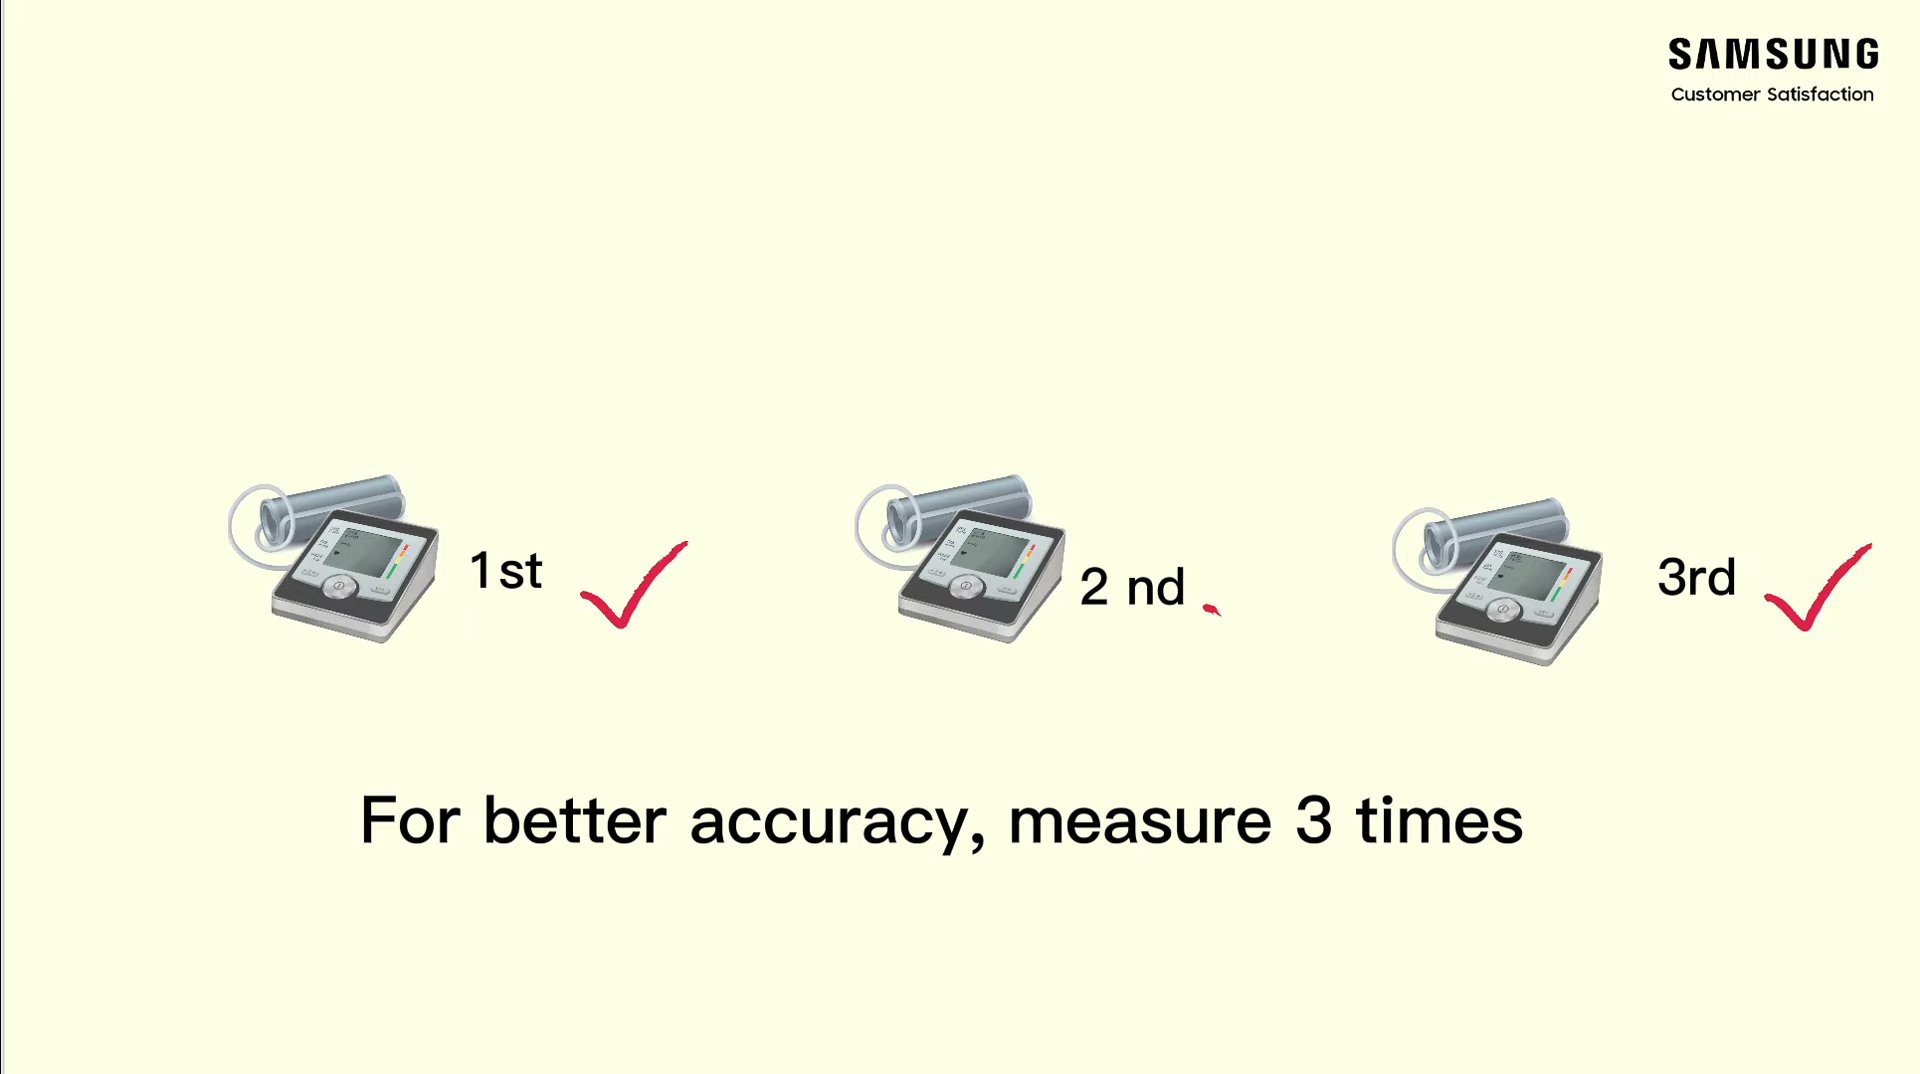 SAMSUNG
Customer Satisfaction
1st
2 nd
3rd
For better accuracy, measure 3 times